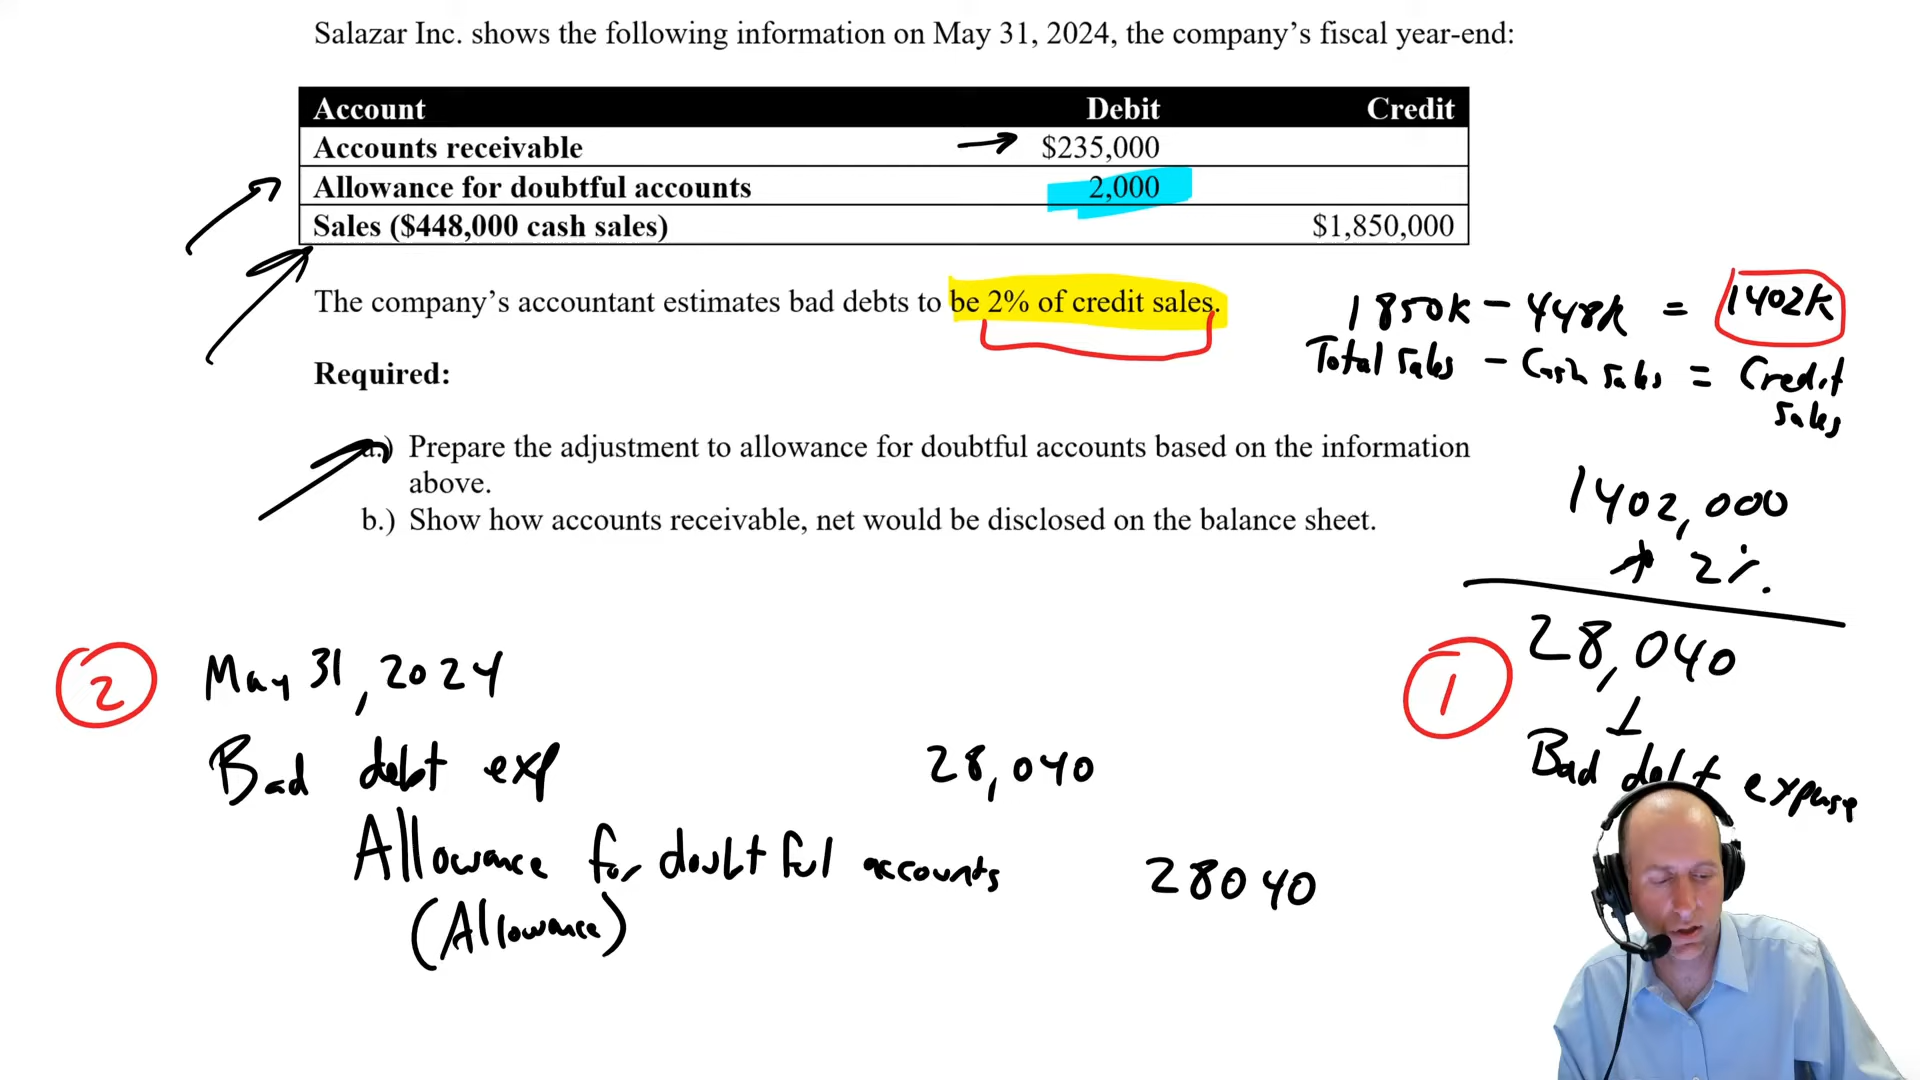 Salazar Inc. shows the following information on May 31, 2024, the company’s fiscal year-end:
Account Debit Credit
Accounts receivable $235,000
Allowance for doubtful accounts 2,000
Sales ($448,000 cash sales) $1,850,000
The company’s accountant estimates bad debts to be 2% of credit sales.
1850k - 448k = 1402k
Total sales - Cash sales = Credit sales
Required:
a.) Prepare the adjustment to allowance for doubtful accounts based on the information
above.
b.) Show how accounts receivable, net would be disclosed on the balance sheet.
1402,000
* 2%
28,040
1
Bad debt expense
2
May 31, 2024
Bad debt exp 28,040
Allowance for doubtful accounts 28040
(Allowance)